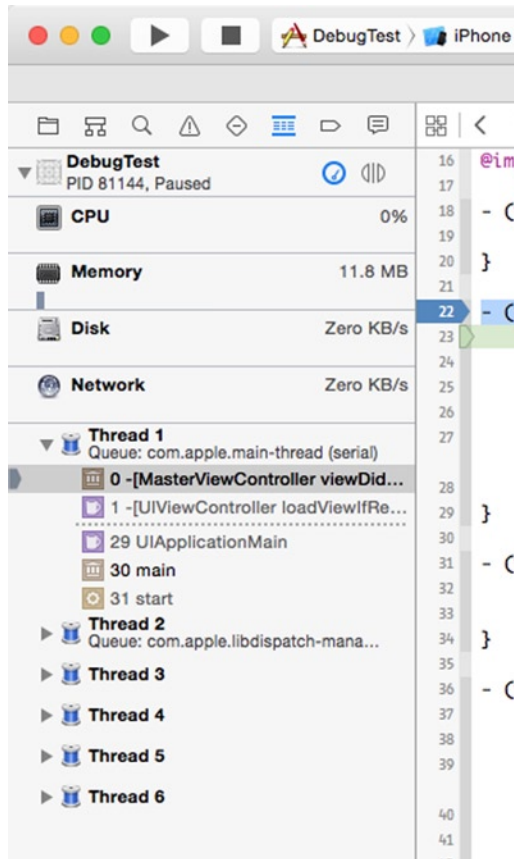 DebugTest
iPhone
DebugTest
PID 81144, Paused
CPU 0%
Memory 11.8 MB
Disk Zero KB/s
Network Zero KB/s
Thread 1
Queue: com.apple.main-thread (serial)
0 -[MasterViewController viewDid...
1 -[UIViewController loadViewIfRe...
29 UIApplicationMain
30 main
31 start
Thread 2
Queue: com.apple.libdispatch-mana...
Thread 3
Thread 4
Thread 5
Thread 6
16 @im
17
18 - (
19
20 }
21
22 - (
23
24
25
26
27
28
29 }
30
31 - (
32
33
34 }
35
36 - (
37
38
39
40
41